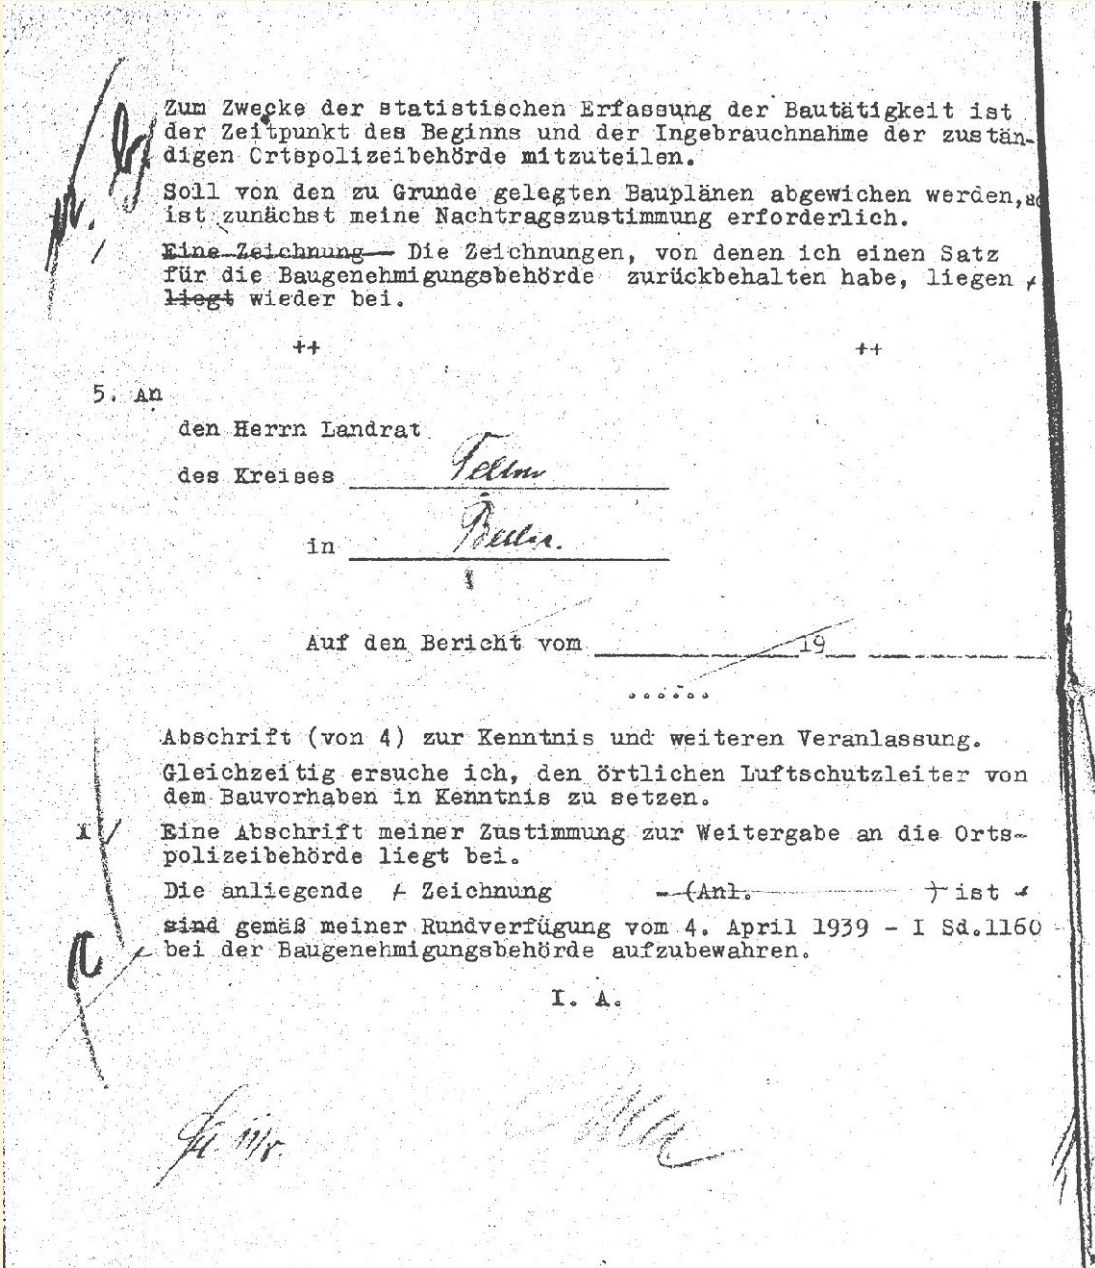 Zum Zwecke der statistischen Erfassung der Bautätigkeit ist
der Zeitpunkt des Beginns und der Ingebrauchnahme der zustän-
digen Ortspolizeibehörde mitzuteilen.
Soll von den zu Grunde gelegten Bauplänen abgewichen werden, so
ist zunächst meine Nachtragszustimmung erforderlich.
Eine Zeichnung - Die Zeichnungen, von denen ich einen Satz
für die Baugenehmigungsbehörde zurückbehalten habe, liegen
liegt wieder bei.
++ ++
5. An
den Herrn Landrat
des Kreises Teltow
in Berlin.
Auf den Bericht vom 19
......
Abschrift (von 4) zur Kenntnis und weiteren Veranlassung.
Gleichzeitig ersuche ich, den örtlichen Luftschutzleiter von
dem Bauvorhaben in Kenntnis zu setzen.
I / Eine Abschrift meiner Zustimmung zur Weitergabe an die Orts-
polizeibehörde liegt bei.
Die anliegende Zeichnung - (Anl. ) ist -
sind gemäß meiner Rundverfügung vom 4. April 1939 - I Sd.1160 -
bei der Baugenehmigungsbehörde aufzubewahren.
I. A.